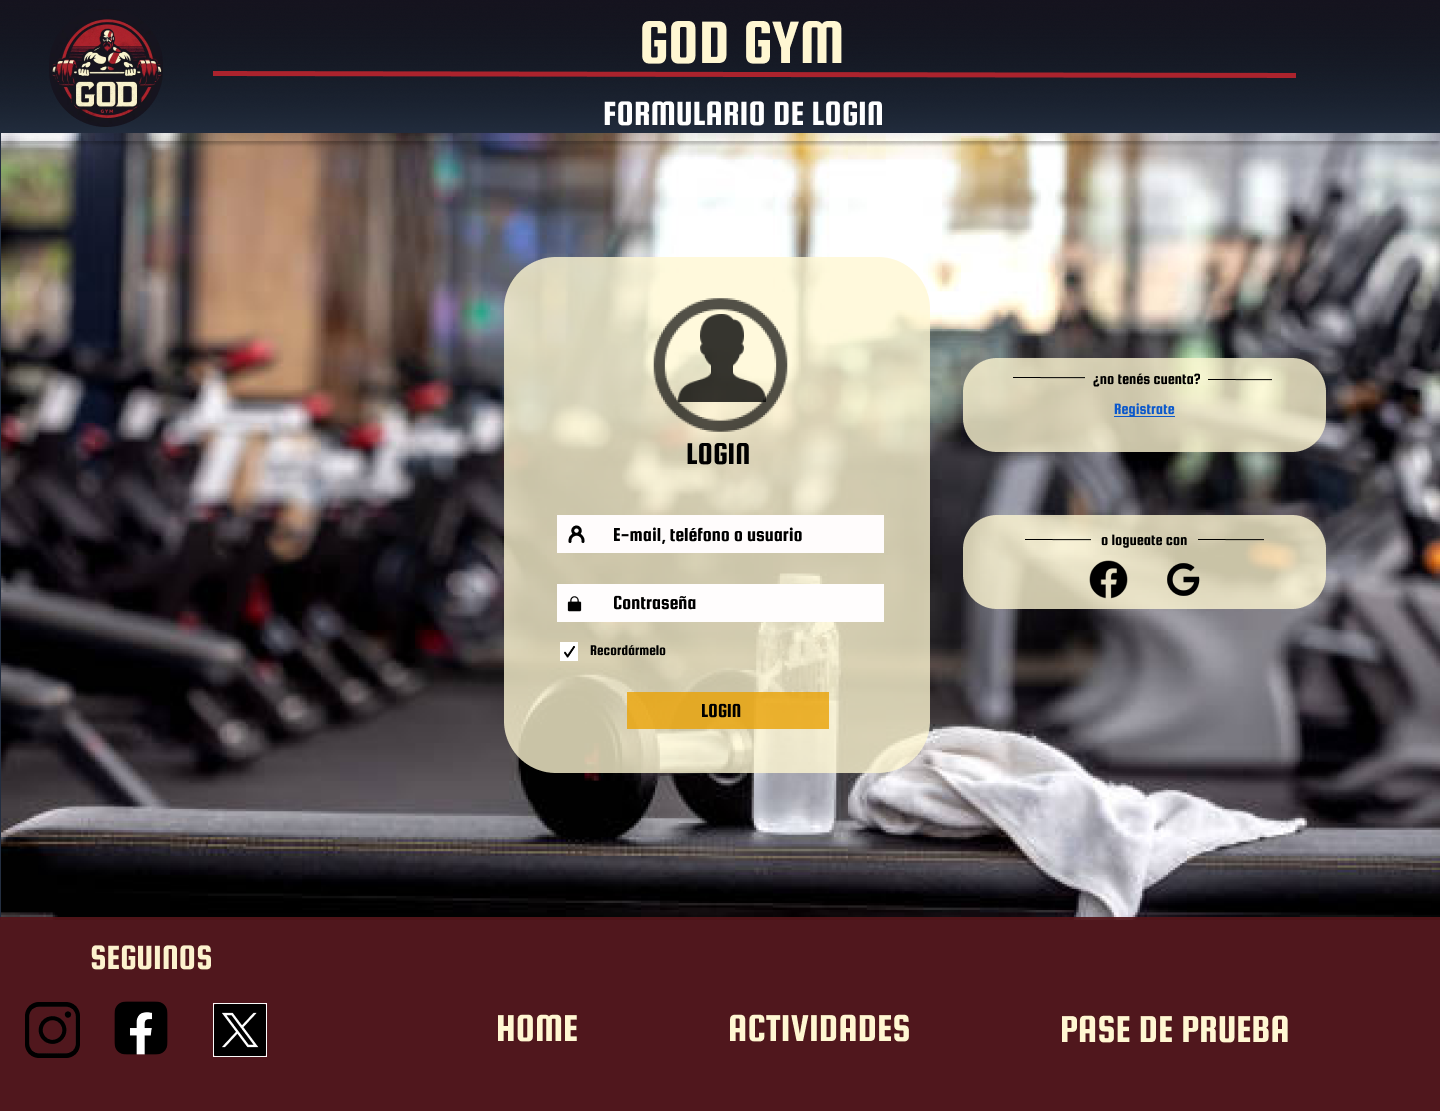 GOD GYM
GOD
GYM
FORMULARIO DE LOGIN
LOGIN
E-mail, teléfono o usuario
Contraseña
Recordármelo
LOGIN
¿no tenés cuenta?
Registrate
o logueate con
SEGUINOS
HOME
ACTIVIDADES
PASE DE PRUEBA